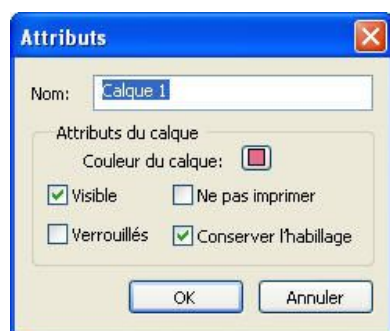 Attributs
Nom: Calque 1
Attributs du calque
Couleur du calque:
Visible Ne pas imprimer
Verrouillés Conserver l'habillage
OK Annuler